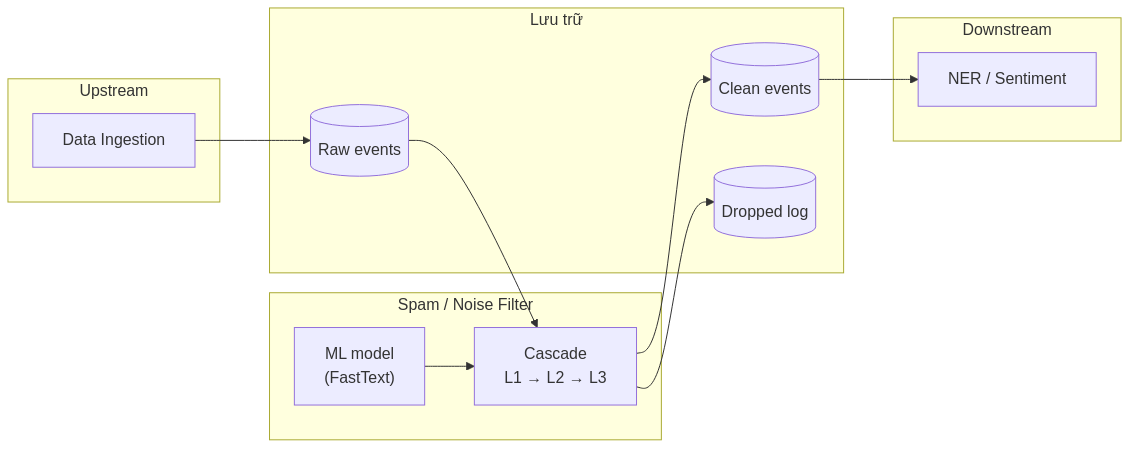 Upstream
Data Ingestion
Lưu trữ
Raw events
Clean events
Dropped log
Downstream
NER / Sentiment
Spam / Noise Filter
ML model
(FastText)
Cascade
L1 → L2 → L3